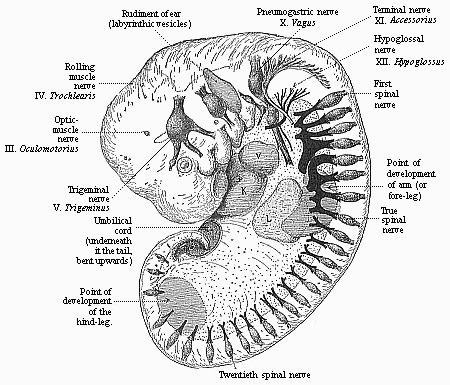 Rudiment of ear
(labyrinthic vesicles)
Pneumogastric nerve
X. Vagus
Terminal nerve
XI. Accessorius
Hypoglossal
nerve
XII. Hypoglossus
Rolling
muscle
nerve
IV. Trochlearis
First
spinal
nerve
Optic-
muscle
nerve
III. Oculomotorius
Point of
development
of arm (or
fore-leg)
Trigeminal
nerve
V. Trigeminus
True
spinal
nerve
Umbilical
cord
(underneath
it the tail,
bent upwards)
V
K
L
Point of
development
of the
hind-leg.
Twentieth spinal nerve